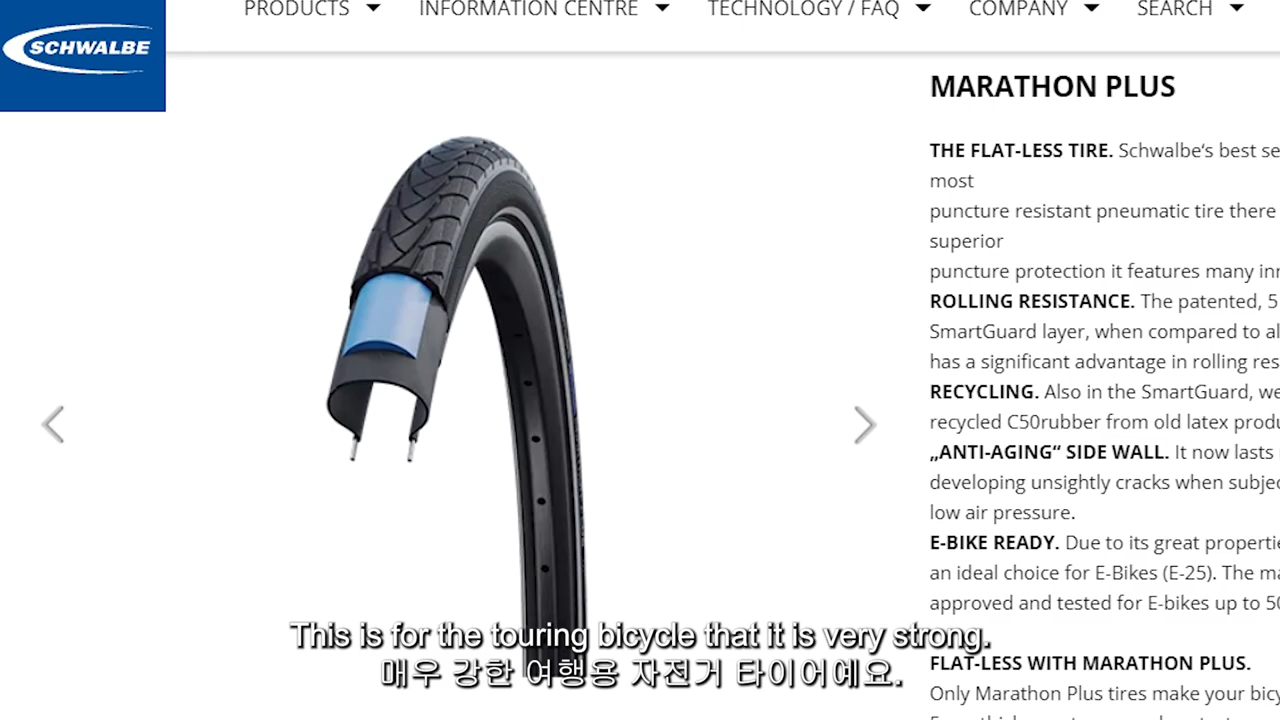 PRODUCTS INFORMATION CENTRE TECHNOLOGY / FAQ COMPANY SEARCH
SCHWALBE
MARATHON PLUS
THE FLAT-LESS TIRE. Schwalbe‘s best se
most
puncture resistant pneumatic tire there
superior
puncture protection it features many
ROLLING RESISTANCE. The patented, 5
SmartGuard layer, when compared to al
has a significant advantage in rolling res
RECYCLING. Also in the SmartGuard, we
recycled C50rubber from old latex produ
„ANTI-AGING“ SIDE WALL. It now lasts
developing unsightly cracks when subjec
low air pressure.
E-BIKE READY. Due to its great propertie
an ideal choice for E-Bikes (E-25). The ma
approved and tested for E-bikes up to 50
This is for the touring bicycle that it is very strong.
매우 강한 여행용 자전거 타이어예요.
FLAT-LESS WITH MARATHON PLUS.
Only Marathon Plus tires make your bicy